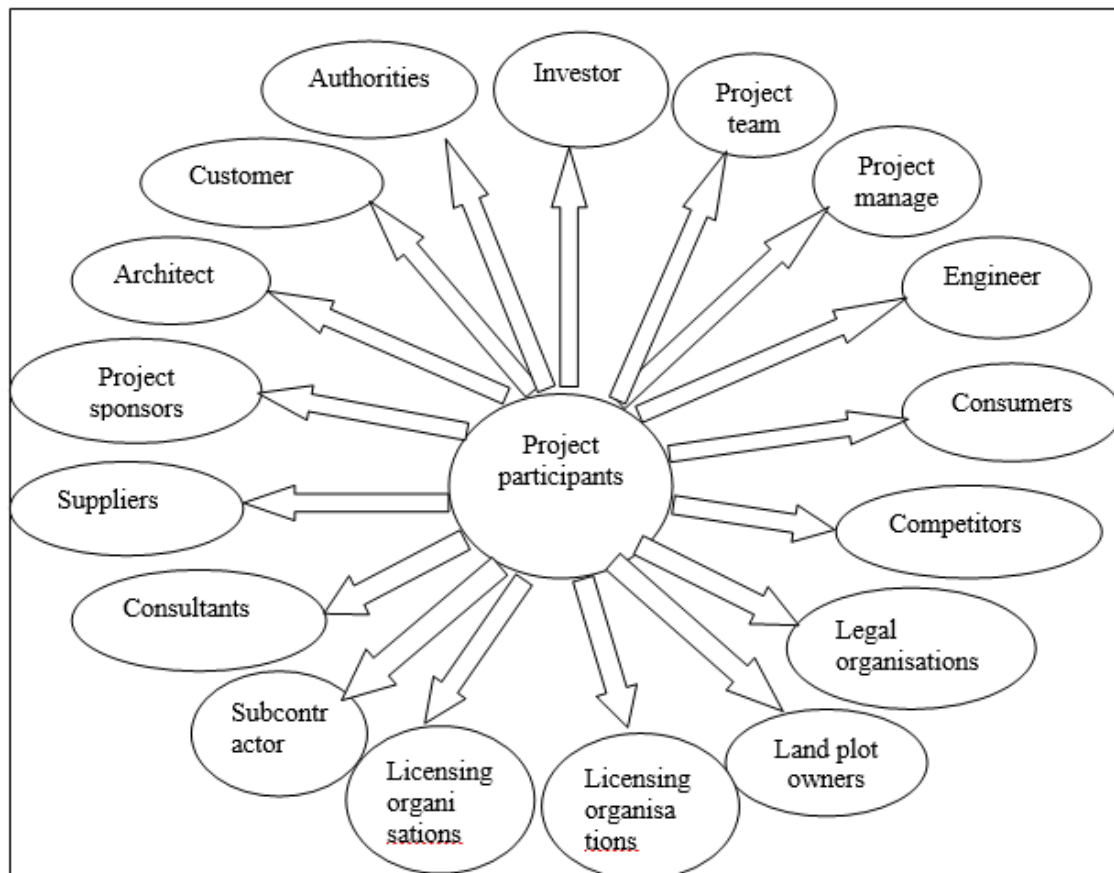 Authorities
Investor
Project
team
Customer
Project
manage
Architect
Engineer
Project
sponsors
Consumers
Project
participants
Suppliers
Competitors
Consultants
Legal
organisations
Subcontr
actor
Land plot
owners
Licensing
organi
sations
Licensing
organisa
tions